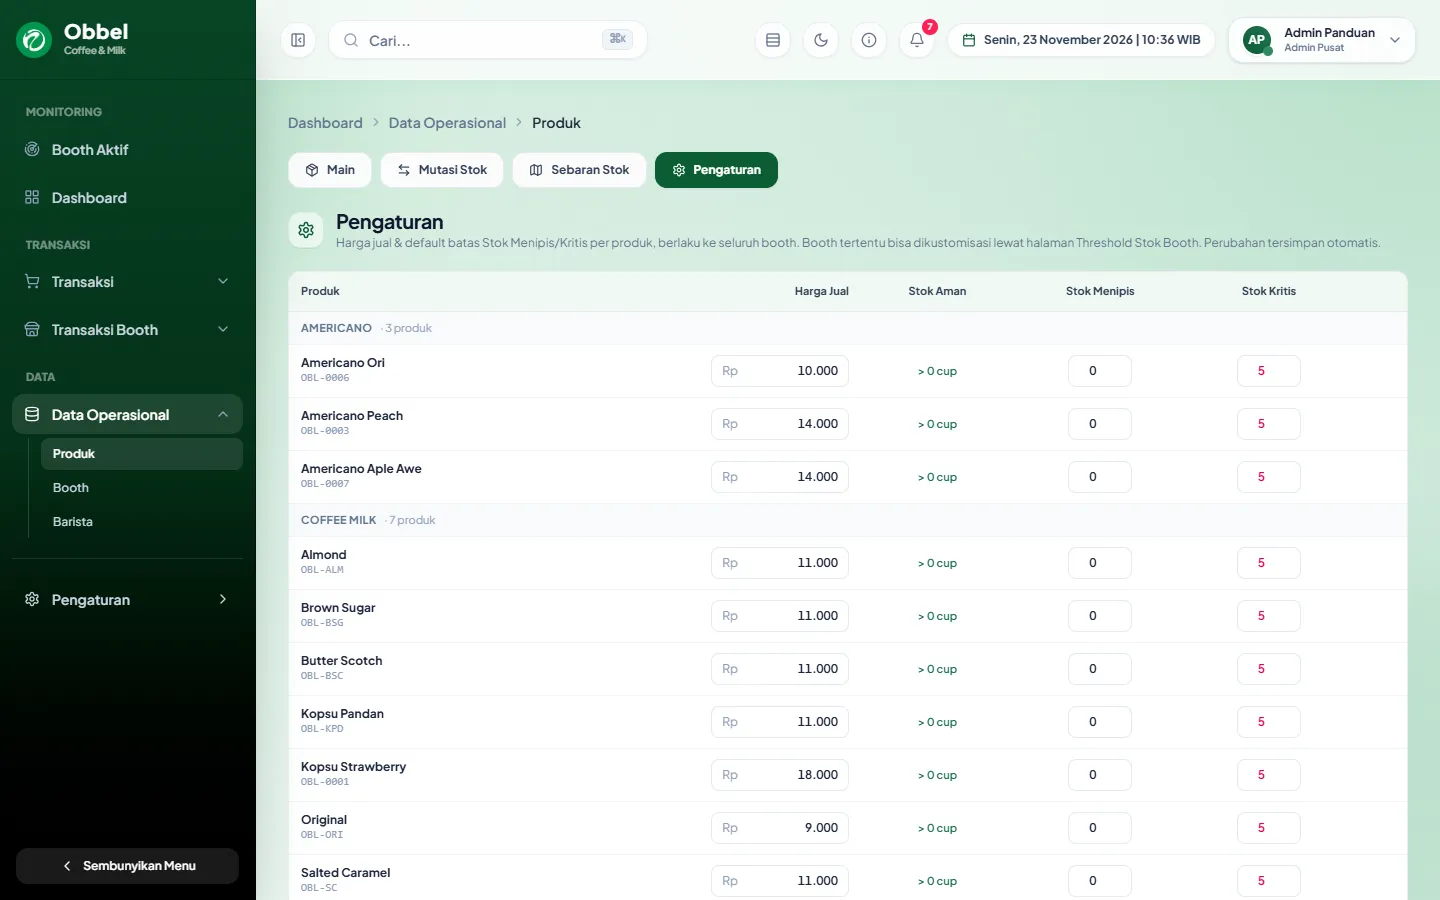 Obbel
Coffee & Milk
Cari...
⌘K
7
Senin, 23 November 2026 | 10:36 WIB
AP
Admin Panduan
Admin Pusat
MONITORING
Booth Aktif
Dashboard
TRANSAKSI
Transaksi
Transaksi Booth
DATA
Data Operasional
Produk
Booth
Barista
Pengaturan
Sembunyikan Menu
Dashboard > Data Operasional > Produk
Main
Mutasi Stok
Sebaran Stok
Pengaturan
Pengaturan
Harga jual & default batas Stok Menipis/Kritis per produk, berlaku ke seluruh booth. Booth tertentu bisa dikustomisasi lewat halaman Threshold Stok Booth. Perubahan tersimpan otomatis.
Produk Harga Jual Stok Aman Stok Menipis Stok Kritis
AMERICANO · 3 produk
Americano Ori Rp 10.000 > 0 cup 0 5
OBL-0006
Americano Peach Rp 14.000 > 0 cup 0 5
OBL-0003
Americano Aple Awe Rp 14.000 > 0 cup 0 5
OBL-0007
COFFEE MILK · 7 produk
Almond Rp 11.000 > 0 cup 0 5
OBL-ALM
Brown Sugar Rp 11.000 > 0 cup 0 5
OBL-BSG
Butter Scotch Rp 11.000 > 0 cup 0 5
OBL-BSC
Kopsu Pandan Rp 11.000 > 0 cup 0 5
OBL-KPD
Kopsu Strawberry Rp 18.000 > 0 cup 0 5
OBL-0001
Original Rp 9.000 > 0 cup 0 5
OBL-ORI
Salted Caramel Rp 11.000 > 0 cup 0 5
OBL-SC